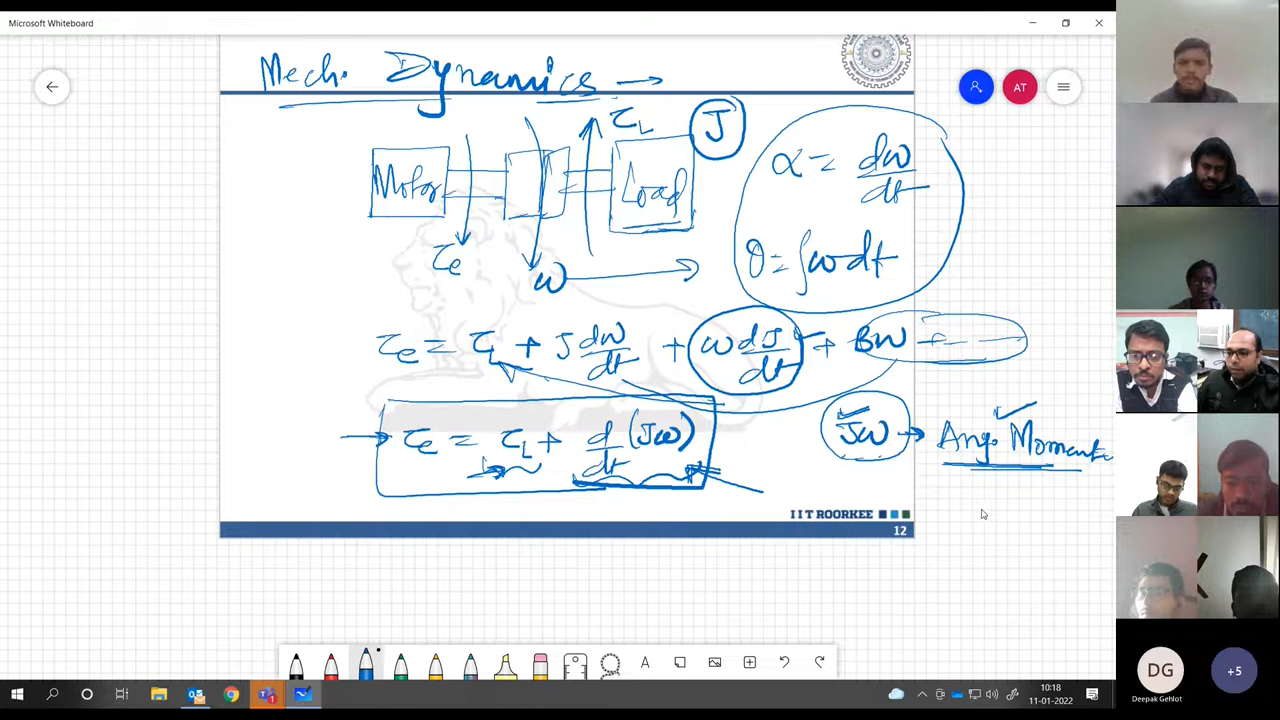 Microsoft Whiteboard
Mech. Dynamics →
τL
J
Motor
Load
τe
ω
α = dω/dt
θ = ∫ω dt
τe = τL + J dω/dt + ω dJ/dt + Bω + - - -
τe = τL + d/dt (Jω)
Jω → Ang. Moment
IIT ROORKEE
12
AT
DG
Deepak Gehlot
+5
A
10:18
11-01-2022